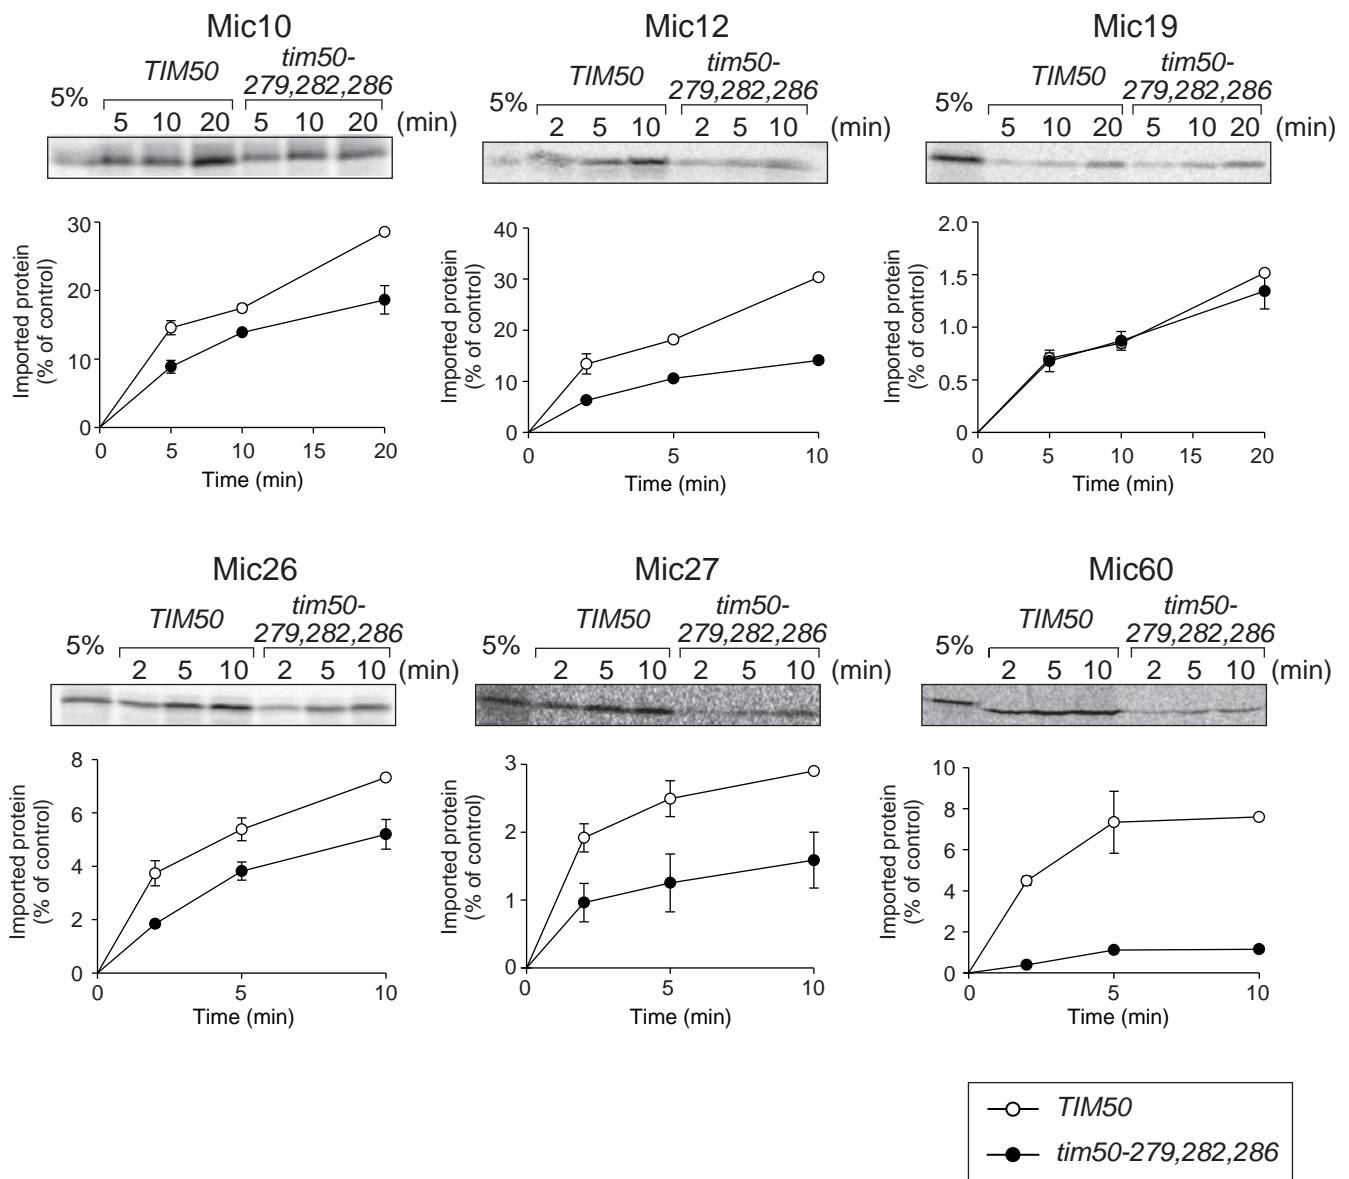 Mic10
TIM50
tim50-
279,282,286
5%
5 10 20 5 10 20 (min)
30
20
10
0
Imported protein
(% of control)
0 5 10 15 20
Time (min)
Mic12
TIM50
tim50-
279,282,286
5%
2 5 10 2 5 10 (min)
40
30
20
10
0
Imported protein
(% of control)
0 5 10
Time (min)
Mic19
TIM50
tim50-
279,282,286
5%
5 10 20 5 10 20 (min)
2.0
1.5
1.0
0.5
0
Imported protein
(% of control)
0 5 10 15 20
Time (min)
Mic26
TIM50
tim50-
279,282,286
5%
2 5 10 2 5 10 (min)
8
6
4
2
0
Imported protein
(% of control)
0 5 10
Time (min)
Mic27
TIM50
tim50-
279,282,286
5%
2 5 10 2 5 10 (min)
3
2
1
0
Imported protein
(% of control)
0 5 10
Time (min)
Mic60
TIM50
tim50-
279,282,286
5%
2 5 10 2 5 10 (min)
10
8
6
4
2
0
Imported protein
(% of control)
0 5 10
Time (min)
TIM50
tim50-279,282,286